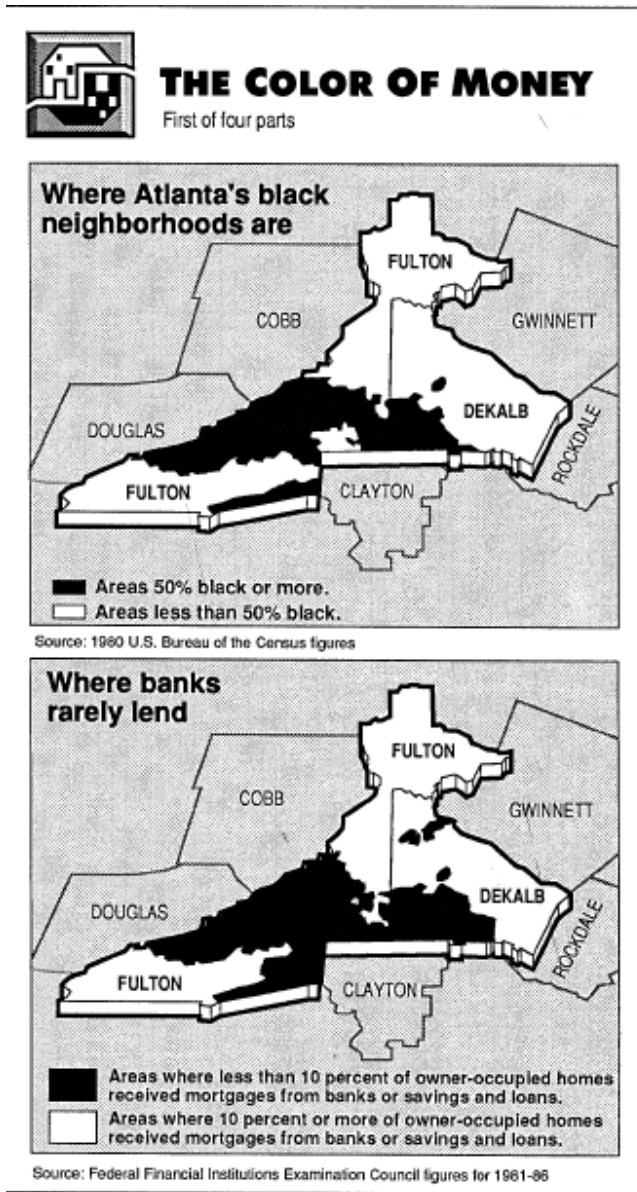 THE COLOR OF MONEY
First of four parts
Where Atlanta's black
neighborhoods are
FULTON
COBB
GWINNETT
DEKALB
DOUGLAS
ROCKDALE
FULTON
CLAYTON
Areas 50% black or more.
Areas less than 50% black.
Source: 1980 U.S. Bureau of the Census figures
Where banks
rarely lend
FULTON
COBB
GWINNETT
DEKALB
DOUGLAS
ROCKDALE
FULTON
CLAYTON
Areas where less than 10 percent of owner-occupied homes
received mortgages from banks or savings and loans.
Areas where 10 percent or more of owner-occupied homes
received mortgages from banks or savings and loans.
Source: Federal Financial Institutions Examination Council figures for 1981-86